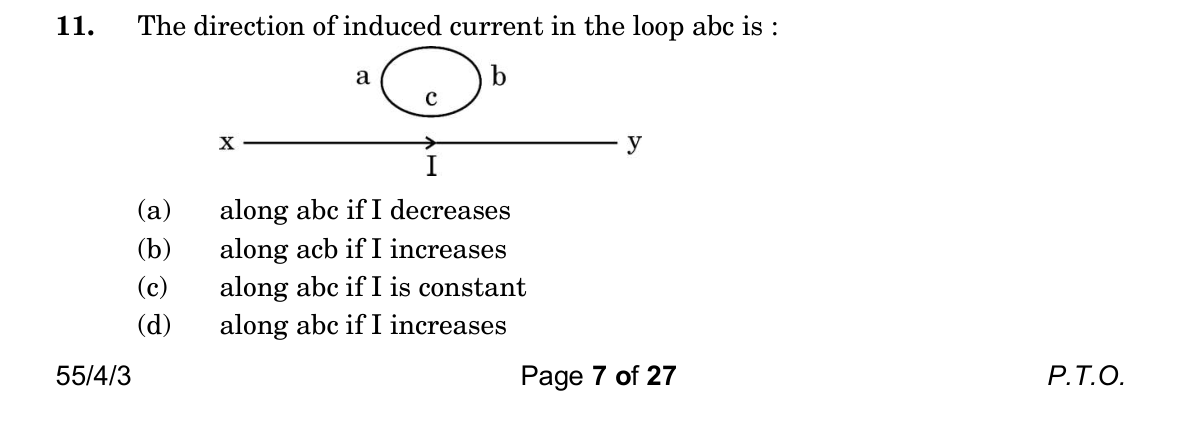 11. The direction of induced current in the loop abc is :
a b
c
x y
I
(a) along abc if I decreases
(b) along acb if I increases
(c) along abc if I is constant
(d) along abc if I increases
55/4/3 Page 7 of 27 P.T.O.